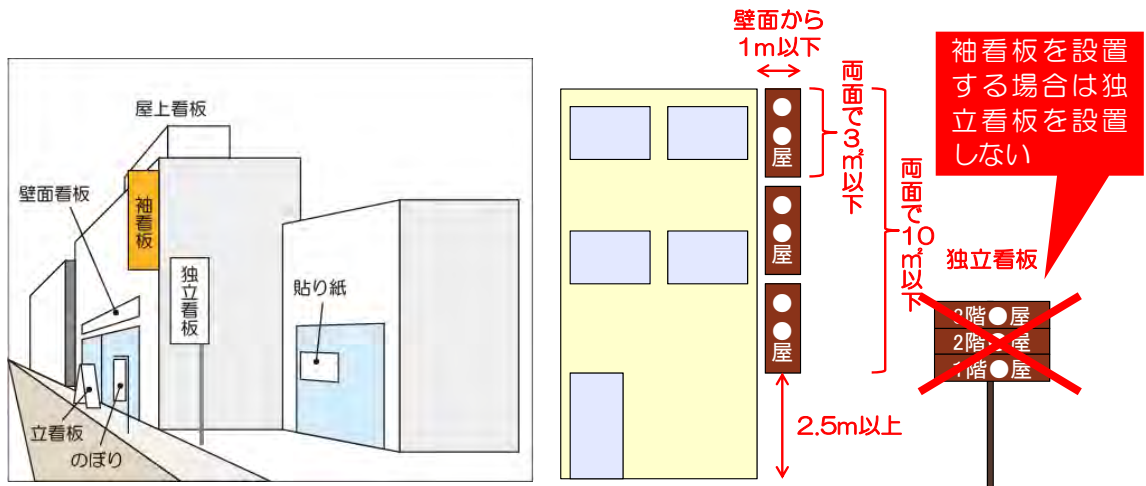 屋上看板
壁面看板
袖看板
独立看板
貼り紙
立看板
のぼり
壁面から
1m以下
両面で3㎡以下
両面で10㎡以下
●●屋
●●屋
●●屋
2.5m以上
袖看板を設置
する場合は独
立看板を設置
しない
独立看板
3階●屋
2階●屋
1階●屋